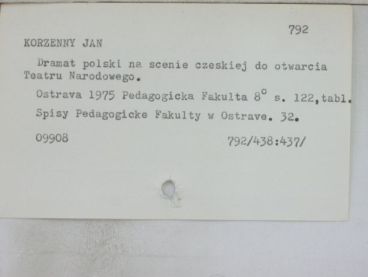 792
KORZENNY JAN
Dramat polski na scenie czeskiej do otwarcia
Teatru Narodowego.
Ostrava 1975 Pedagogicka Fakulta 8° s. 122,tabl.
Spisy Pedagogicke Fakulty w Ostrave. 32.
09908 792/438:437/